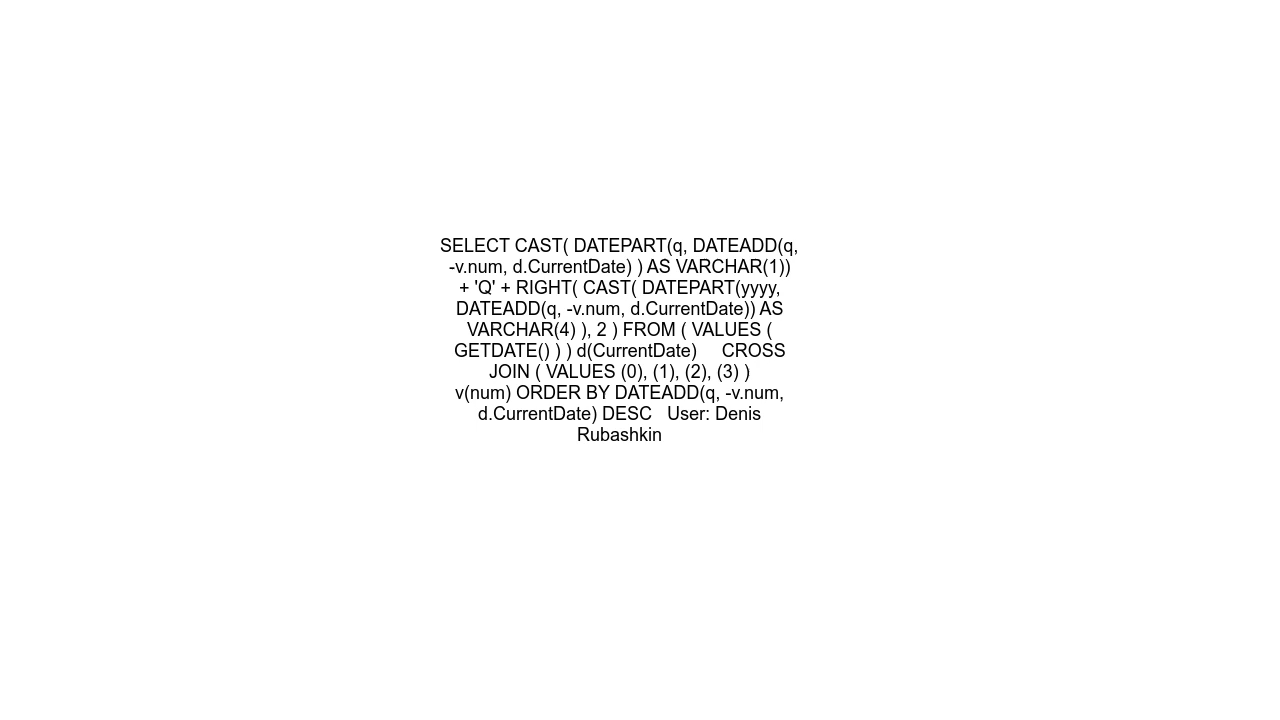 SELECT CAST( DATEPART(q, DATEADD(q,
-v.num, d.CurrentDate) ) AS VARCHAR(1))
+ 'Q' + RIGHT( CAST( DATEPART(yyyy,
DATEADD(q, -v.num, d.CurrentDate)) AS
VARCHAR(4) ), 2 ) FROM ( VALUES (
GETDATE() ) ) d(CurrentDate)     CROSS
JOIN ( VALUES (0), (1), (2), (3) )
v(num) ORDER BY DATEADD(q, -v.num,
d.CurrentDate) DESC   User: Denis
Rubashkin